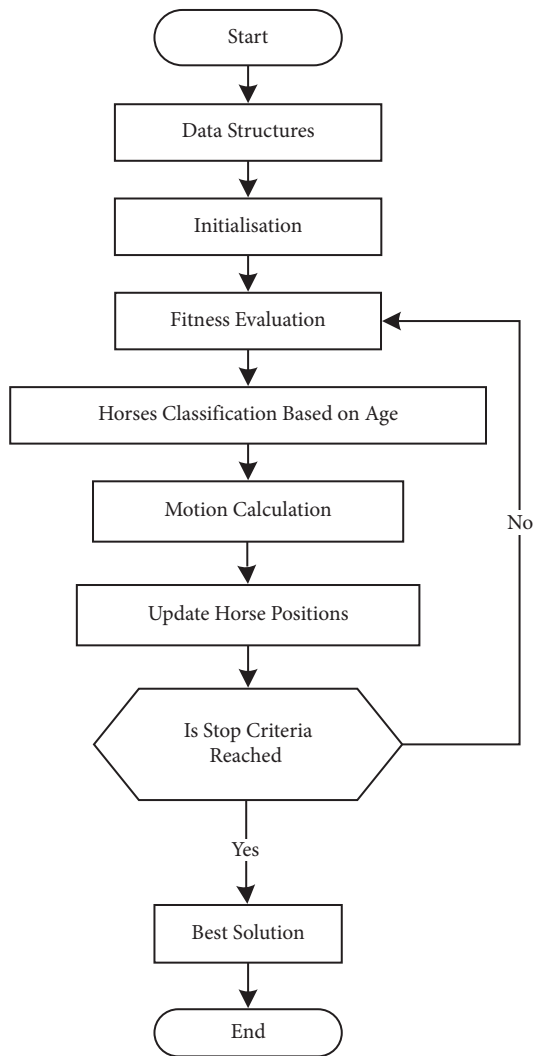 Start
Data Structures
Initialisation
Fitness Evaluation
Horses Classification Based on Age
Motion Calculation
No
Update Horse Positions
Is Stop Criteria
Reached
Yes
Best Solution
End